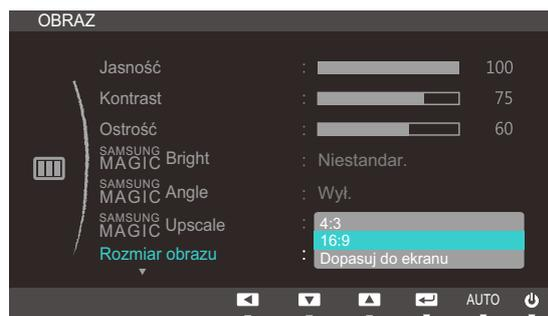 OBRAZ
Jasność : 100
Kontrast : 75
Ostrość : 60
SAMSUNG MAGIC Bright : Niestandar.
SAMSUNG MAGIC Angle : Wył.
SAMSUNG MAGIC Upscale : 4:3
16:9
Rozmiar obrazu : Dopasuj do ekranu
AUTO